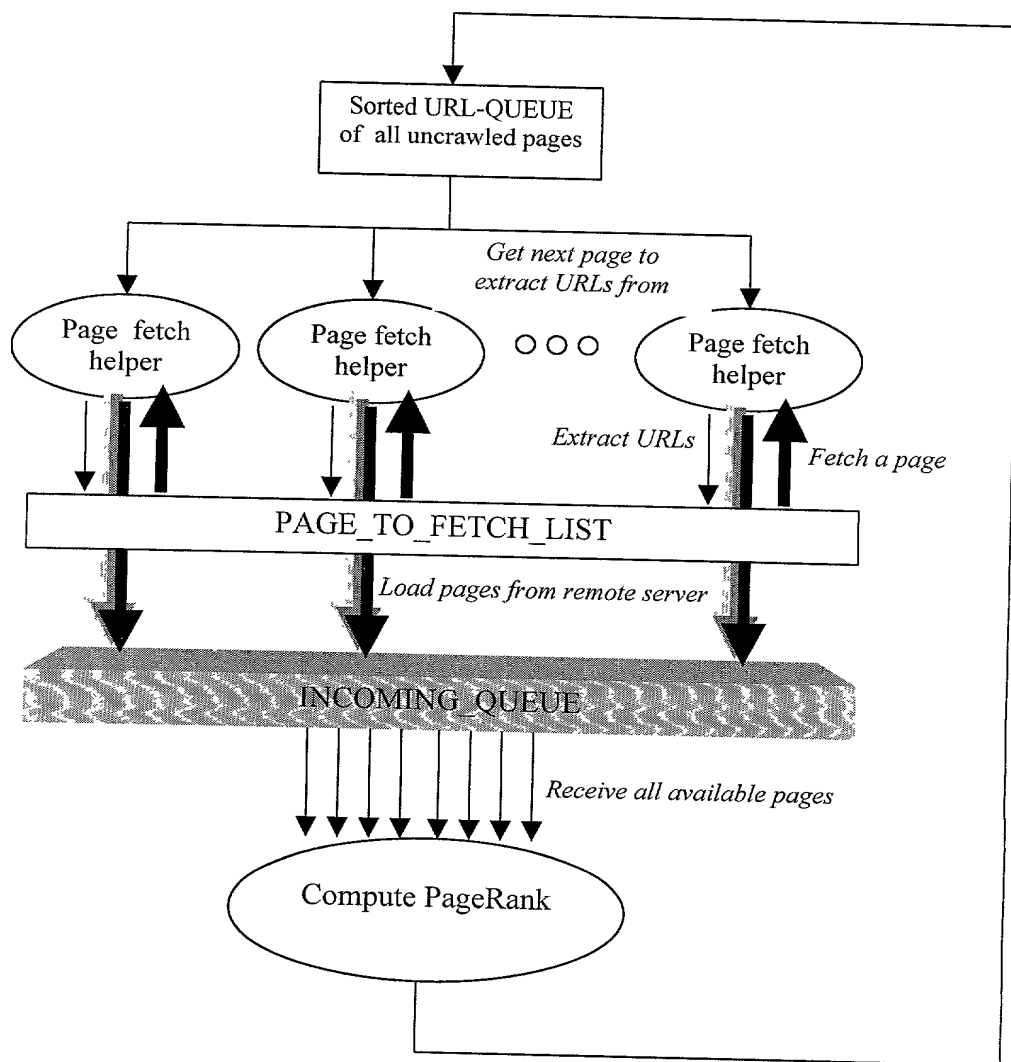 Sorted URL-QUEUE
of all uncrawled pages
Get next page to
extract URLs from
Page fetch
helper
Page fetch
helper
Page fetch
helper
Extract URLs
Fetch a page
PAGE_TO_FETCH_LIST
Load pages from remote server
INCOMING_QUEUE
Receive all available pages
Compute PageRank